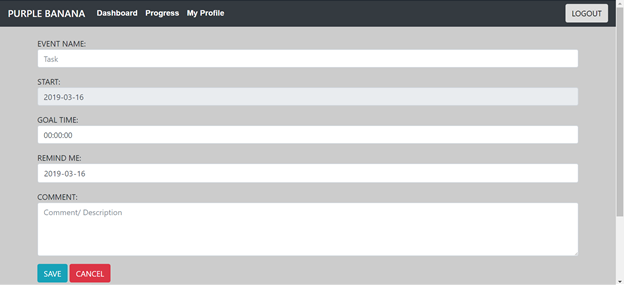 PURPLE BANANA Dashboard Progress My Profile LOGOUT
EVENT NAME:
Task
START:
2019-03-16
GOAL TIME:
00:00:00
REMIND ME:
2019-03-16
COMMENT:
Comment/ Description
SAVE CANCEL